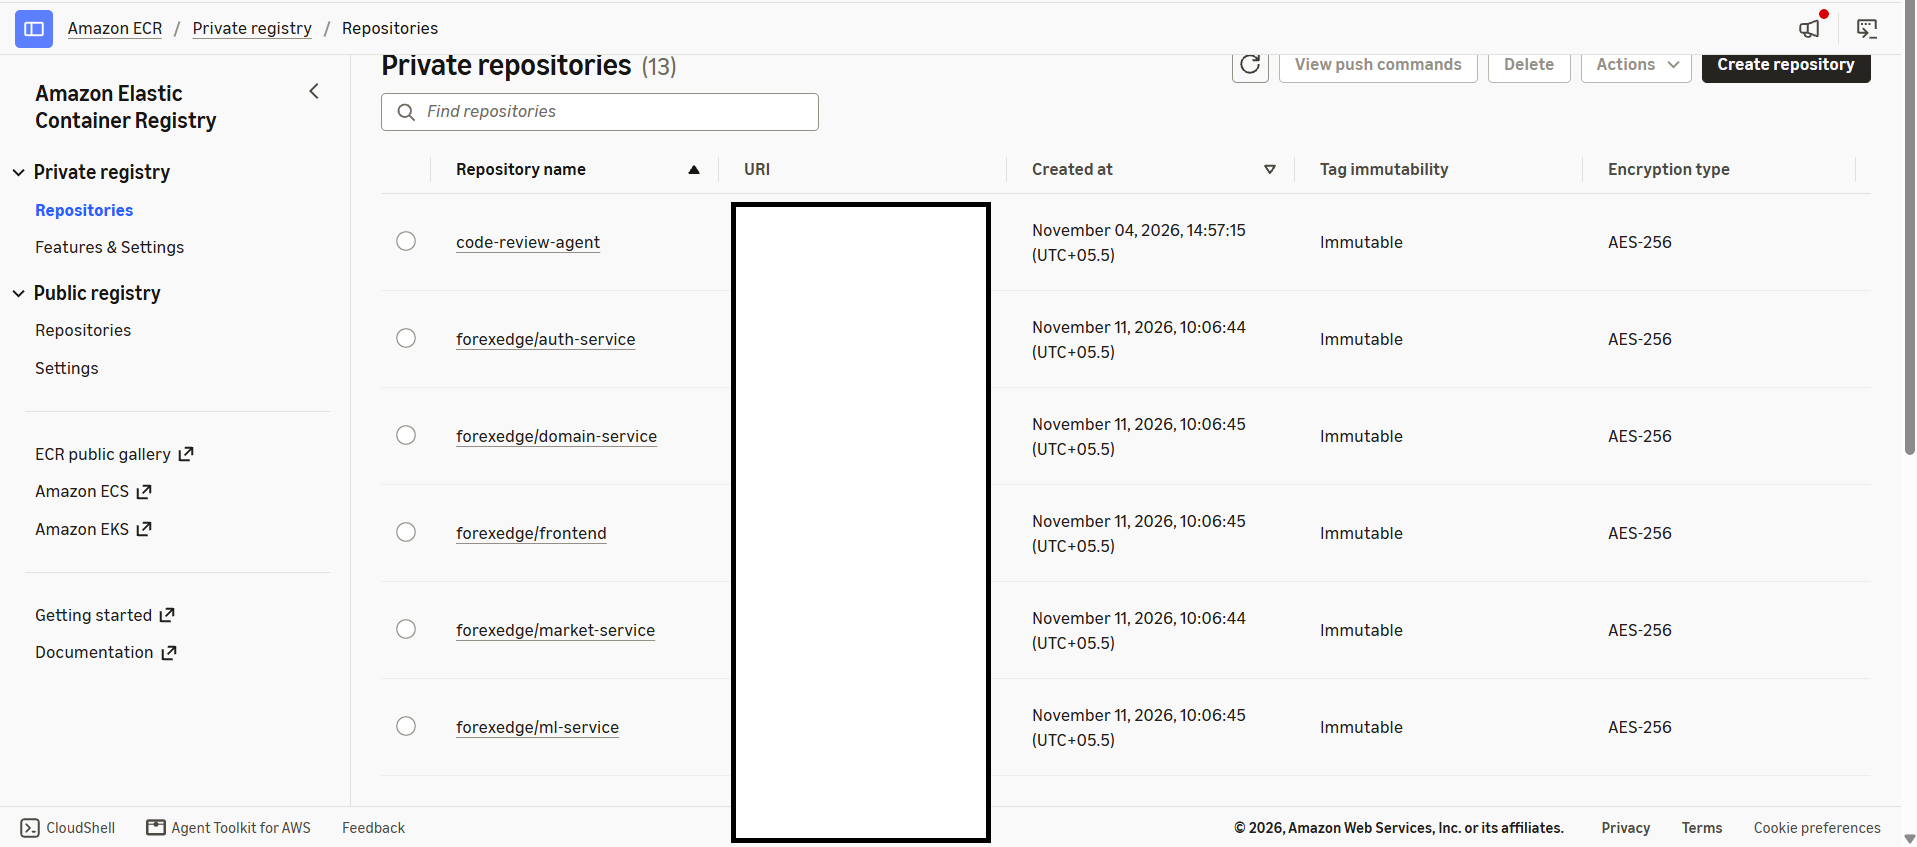 Amazon ECR / Private registry / Repositories
Amazon Elastic
Container Registry
Private registry
Repositories
Features & Settings
Public registry
Repositories
Settings
ECR public gallery
Amazon ECS
Amazon EKS
Getting started
Documentation
Private repositories (13)
View push commands
Delete
Actions
Create repository
Find repositories
Repository name URI Created at Tag immutability Encryption type
code-review-agent November 04, 2026, 14:57:15 (UTC+05.5) Immutable AES-256
forexedge/auth-service November 11, 2026, 10:06:44 (UTC+05.5) Immutable AES-256
forexedge/domain-service November 11, 2026, 10:06:45 (UTC+05.5) Immutable AES-256
forexedge/frontend November 11, 2026, 10:06:45 (UTC+05.5) Immutable AES-256
forexedge/market-service November 11, 2026, 10:06:44 (UTC+05.5) Immutable AES-256
forexedge/ml-service November 11, 2026, 10:06:45 (UTC+05.5) Immutable AES-256
CloudShell Agent Toolkit for AWS Feedback © 2026, Amazon Web Services, Inc. or its affiliates. Privacy Terms Cookie preferences